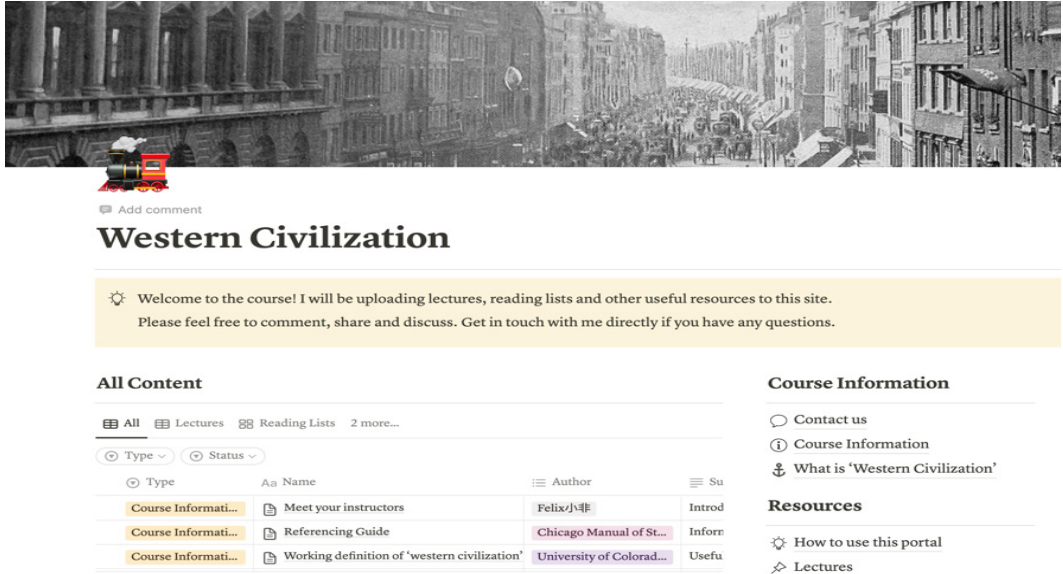 Add comment
Western Civilization
Welcome to the course! I will be uploading lectures, reading lists and other useful resources to this site.
Please feel free to comment, share and discuss. Get in touch with me directly if you have any questions.
All Content
All Lectures Reading Lists 2 more...
Type Status
Aa Type Name Author Su
Course Informati... Meet your instructors Felix小非 Introd
Course Informati... Referencing Guide Chicago Manual of St... Inforn
Course Informati... Working definition of ‘western civilization’ University of Colorad... Usefu
Course Information
Contact us
Course Information
What is ‘Western Civilization’
Resources
How to use this portal
Lectures